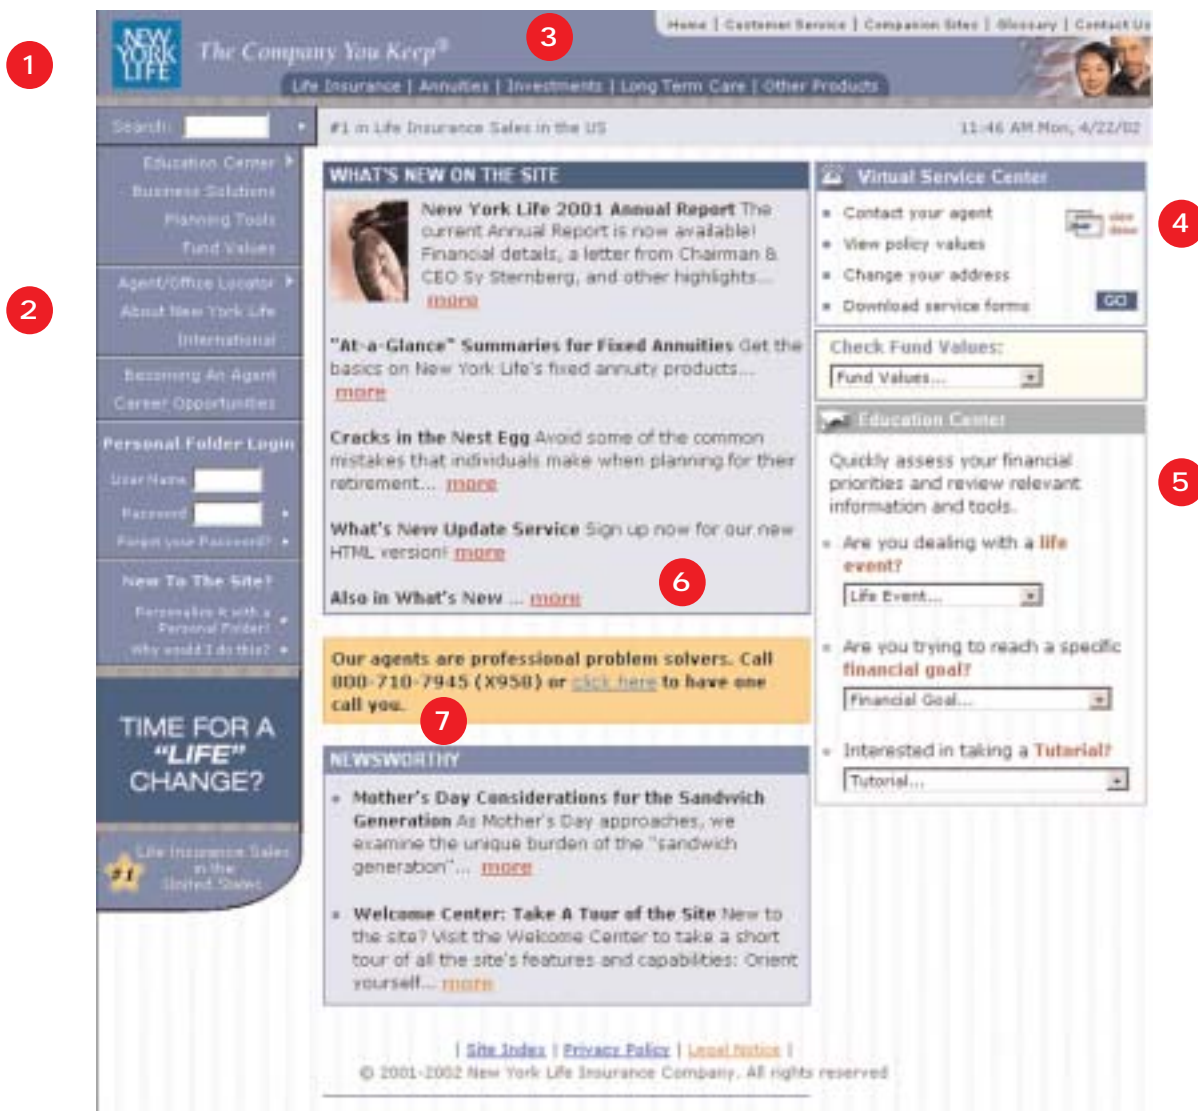 1
2
3
4
5
6
7
NEW
YORK
LIFE
The Company You Keep®
Home | Customer Service | Companion Sites | Glossary | Contact Us
Life Insurance | Annuities | Investments | Long Term Care | Other Products
Search:
#1 in Life Insurance Sales in the US
11:46 AM Mon, 4/22/02
Education Center
Business Solutions
Planning Tools
Fund Values
Agent/Office Locator
About New York Life
International
Becoming An Agent
Career Opportunities
Personal Folder Login
User Name
Password
Forgot your Password?
New To The Site?
Personalize it with a
Personal Folder!
Why would I do this?
TIME FOR A
"LIFE"
CHANGE?
#1
Life Insurance Sales
in the
United States
WHAT'S NEW ON THE SITE
New York Life 2001 Annual Report The
current Annual Report is now available!
Financial details, a letter from Chairman &
CEO Sy Sternberg, and other highlights...
more
"At-a-Glance" Summaries for Fixed Annuities Get the
basics on New York Life's fixed annuity products...
more
Cracks in the Nest Egg Avoid some of the common
mistakes that individuals make when planning for their
retirement... more
What's New Update Service Sign up now for our new
HTML version! more
Also in What's New ... more
Our agents are professional problem solvers. Call
800-710-7945 (X958) or click here to have one
call you.
NEWSWORTHY
Mother's Day Considerations for the Sandwich
Generation As Mother's Day approaches, we
examine the unique burden of the "sandwich
generation"... more
Welcome Center: Take A Tour of the Site New to
the site? Visit the Welcome Center to take a short
tour of all the site's features and capabilities: Orient
yourself... more
Virtual Service Center
Contact your agent
View policy values
Change your address
Download service forms
view
demo
GO
Check Fund Values:
Fund Values...
Education Center
Quickly assess your financial
priorities and review relevant
information and tools.
Are you dealing with a life
event?
Life Event...
Are you trying to reach a specific
financial goal?
Financial Goal...
Interested in taking a Tutorial?
Tutorial...
| Site Index | Privacy Policy | Legal Notice |
© 2001-2002 New York Life Insurance Company. All rights reserved